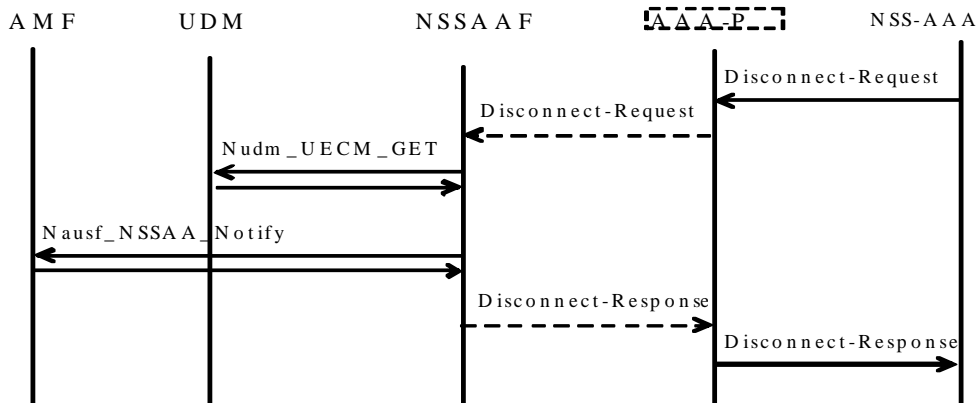 AMF UDM NSSAAF AAA-P NSS-AAA
Disconnect-Request
Disconnect-Request
Nudm_UECM_GET
Nausf_NSSAA_Notify
Disconnect-Response
Disconnect-Response